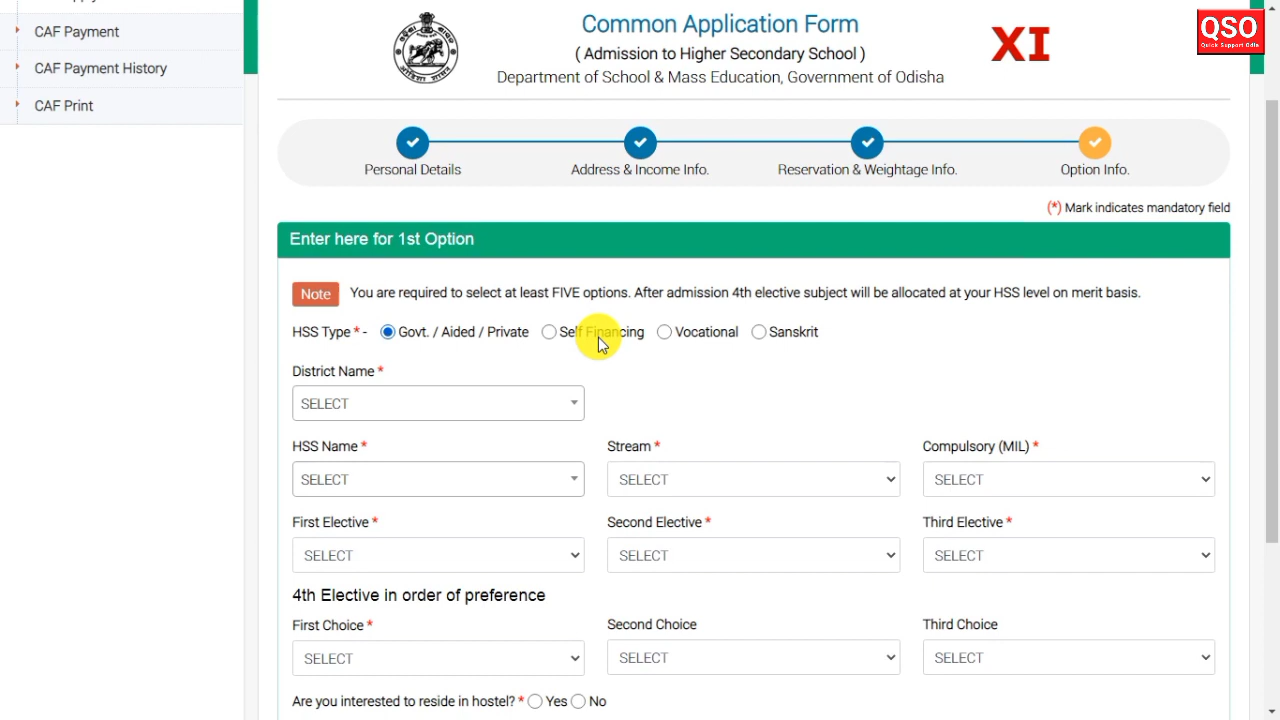 CAF Payment
CAF Payment History
CAF Print
Common Application Form
( Admission to Higher Secondary School )
Department of School & Mass Education, Government of Odisha
XI
QSO
Quick Support Odia
Personal Details
Address & Income Info.
Reservation & Weightage Info.
Option Info.
(*) Mark indicates mandatory field
Enter here for 1st Option
Note You are required to select at least FIVE options. After admission 4th elective subject will be allocated at your HSS level on merit basis.
HSS Type * - Govt. / Aided / Private Self Financing Vocational Sanskrit
District Name *
SELECT
HSS Name * Stream * Compulsory (MIL) *
SELECT SELECT SELECT
First Elective * Second Elective * Third Elective *
SELECT SELECT SELECT
4th Elective in order of preference
First Choice * Second Choice Third Choice
SELECT SELECT SELECT
Are you interested to reside in hostel? * Yes No